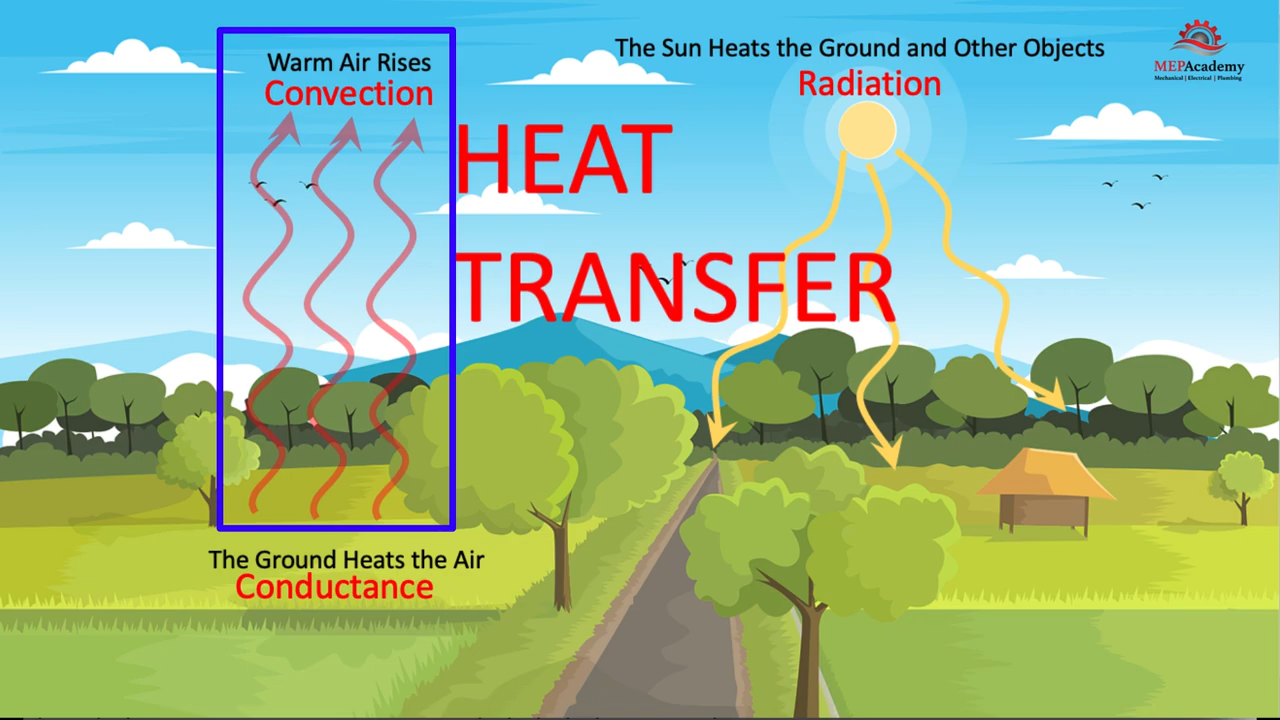 Warm Air Rises
Convection
The Sun Heats the Ground and Other Objects
Radiation
MEPAcademy
Mechanical | Electrical | Plumbing
HEAT
TRANSFER
The Ground Heats the Air
Conductance